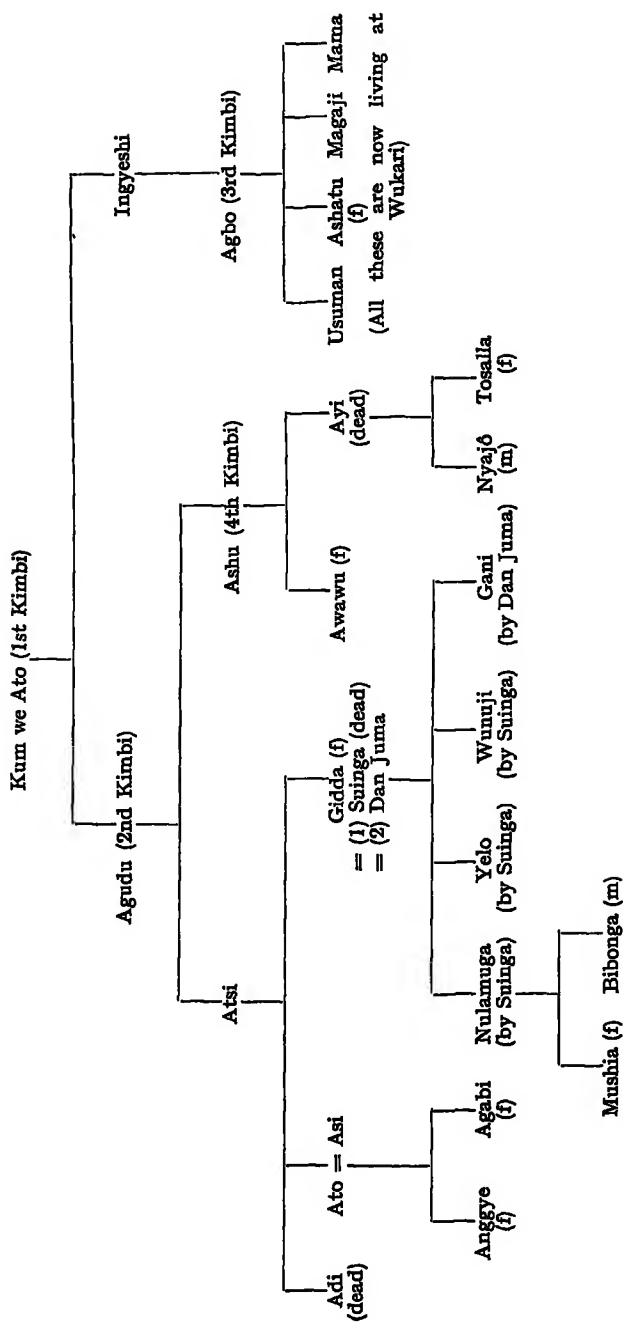 Kum we Ato (1st Kimbi)
Agudu (2nd Kimbi)
Ingyeshi
Atsi
Ashu (4th Kimbi)
Agbo (3rd Kimbi)
Adi
(dead)
Ato = Asi
Gidda (f)
= (1) Suinga (dead)
= (2) Dan Juma
Awawu (f)
Ayi
(dead)
Usuman Ashatu Magaji Mama
(f)
(All these are now living at
Wukari)
Anggye
(f)
Agabi
(f)
Nulamuga
(by Suinga)
Yelo
(by Suinga)
Wunuji
(by Suinga)
Gani
(by Dan Juma)
Nyajô
(m)
Tosalla
(f)
Mushia (f) Bibonga (m)